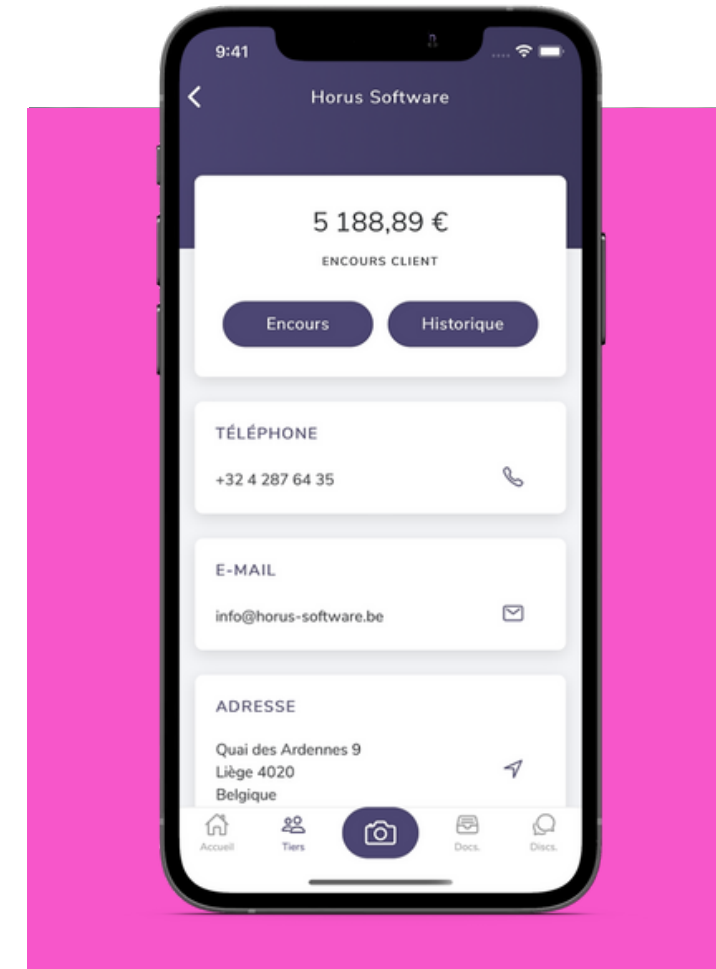 9:41
Horus Software
5 188,89 €
ENCOURS CLIENT
Encours Historique
TÉLÉPHONE
+32 4 287 64 35
E-MAIL
info@horus-software.be
ADRESSE
Quai des Ardennes 9
Liège 4020
Belgique
Accueil Tiers Docs. Discs.